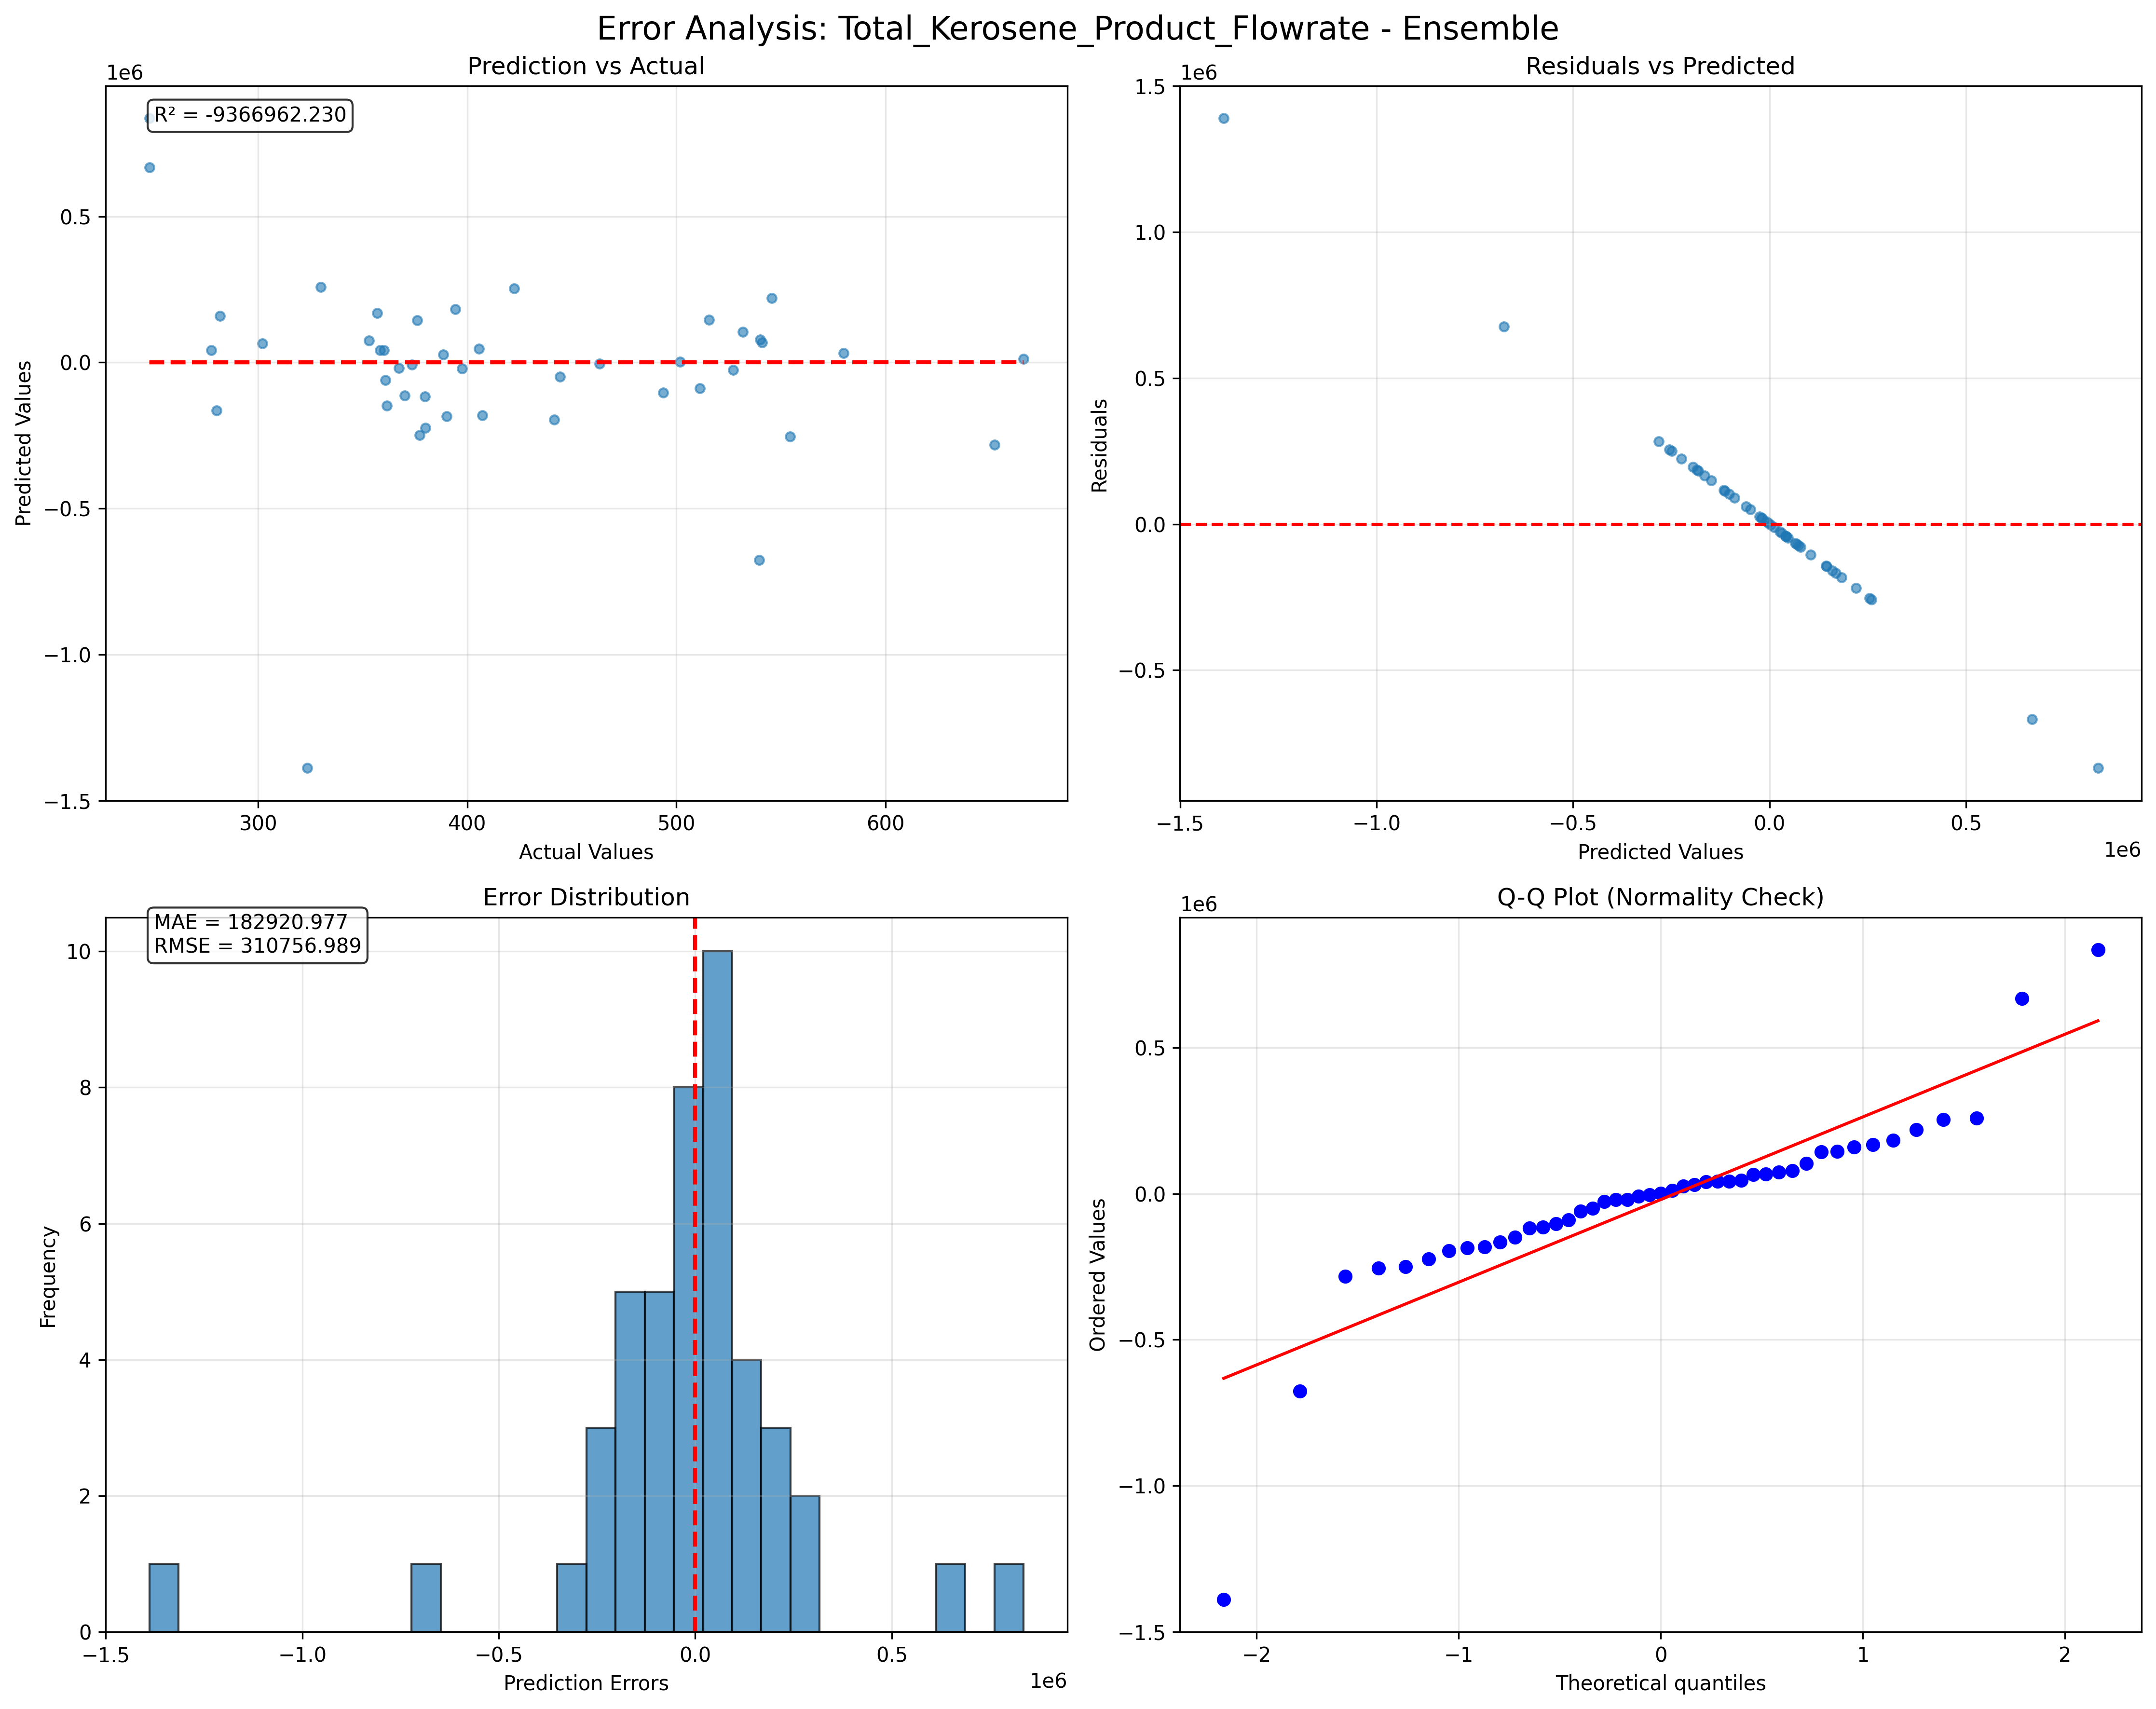 Error Analysis: Total_Kerosene_Product_Flowrate - Ensemble
Prediction vs Actual
1e6
R² = -9366962.230
0.5
0.0
−0.5
−1.0
−1.5
Predicted Values
300 400 500 600
Actual Values
Residuals vs Predicted
1e6
1.5
1.0
0.5
0.0
−0.5
Residuals
−1.5 −1.0 −0.5 0.0 0.5
1e6
Predicted Values
Error Distribution
MAE = 182920.977
RMSE = 310756.989
10
8
6
4
2
0
Frequency
−1.5 −1.0 −0.5 0.0 0.5
1e6
Prediction Errors
Q-Q Plot (Normality Check)
1e6
0.5
0.0
−0.5
−1.0
−1.5
Ordered Values
−2 −1 0 1 2
Theoretical quantiles